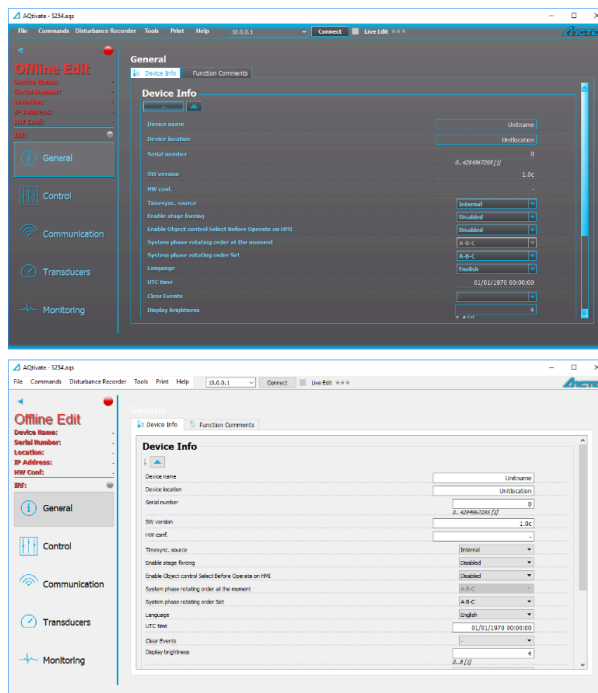 AQtivate - S254.aqs
File Commands Disturbance Recorder Tools Print Help 10.0.0.1 Connect Live Edit ***
Arcteq
Offline Edit
Device Name: -
Serial Number: -
Location: -
IP Address: -
HW Conf: -
IRF:
General
Control
Communication
Transducers
Monitoring
General
Device Info Function Comments
Device Info
-
Device name Unitname
Device location Unitlocation
Serial number 0
0..4294967295 [1]
SW version 1.0c
HW conf. -
Timesync. source Internal
Enable stage forcing Disabled
Enable Object control Select Before Operate on HMI Disabled
System phase rotating order at the moment A-B-C
System phase rotating order Set A-B-C
Language English
UTC time 01/01/1970 00:00:00
Clear Events -
Display brightness 4
0..8 [1]
AQtivate - S254.aqs
File Commands Disturbance Recorder Tools Print Help 10.0.0.1 Connect Live Edit ***
Arcteq
Offline Edit
Device Name: -
Serial Number: -
Location: -
IP Address: -
HW Conf: -
IRF:
General
Control
Communication
Transducers
Monitoring
General
Device Info Function Comments
Device Info
Device name Unitname
Device location Unitlocation
Serial number 0
0..4294967295 [1]
SW version 1.0c
HW conf. -
Timesync. source Internal
Enable stage forcing Disabled
Enable Object control Select Before Operate on HMI Disabled
System phase rotating order at the moment A-B-C
System phase rotating order Set A-B-C
Language English
UTC time 01/01/1970 00:00:00
Clear Events -
Display brightness 4
0..8 [1]